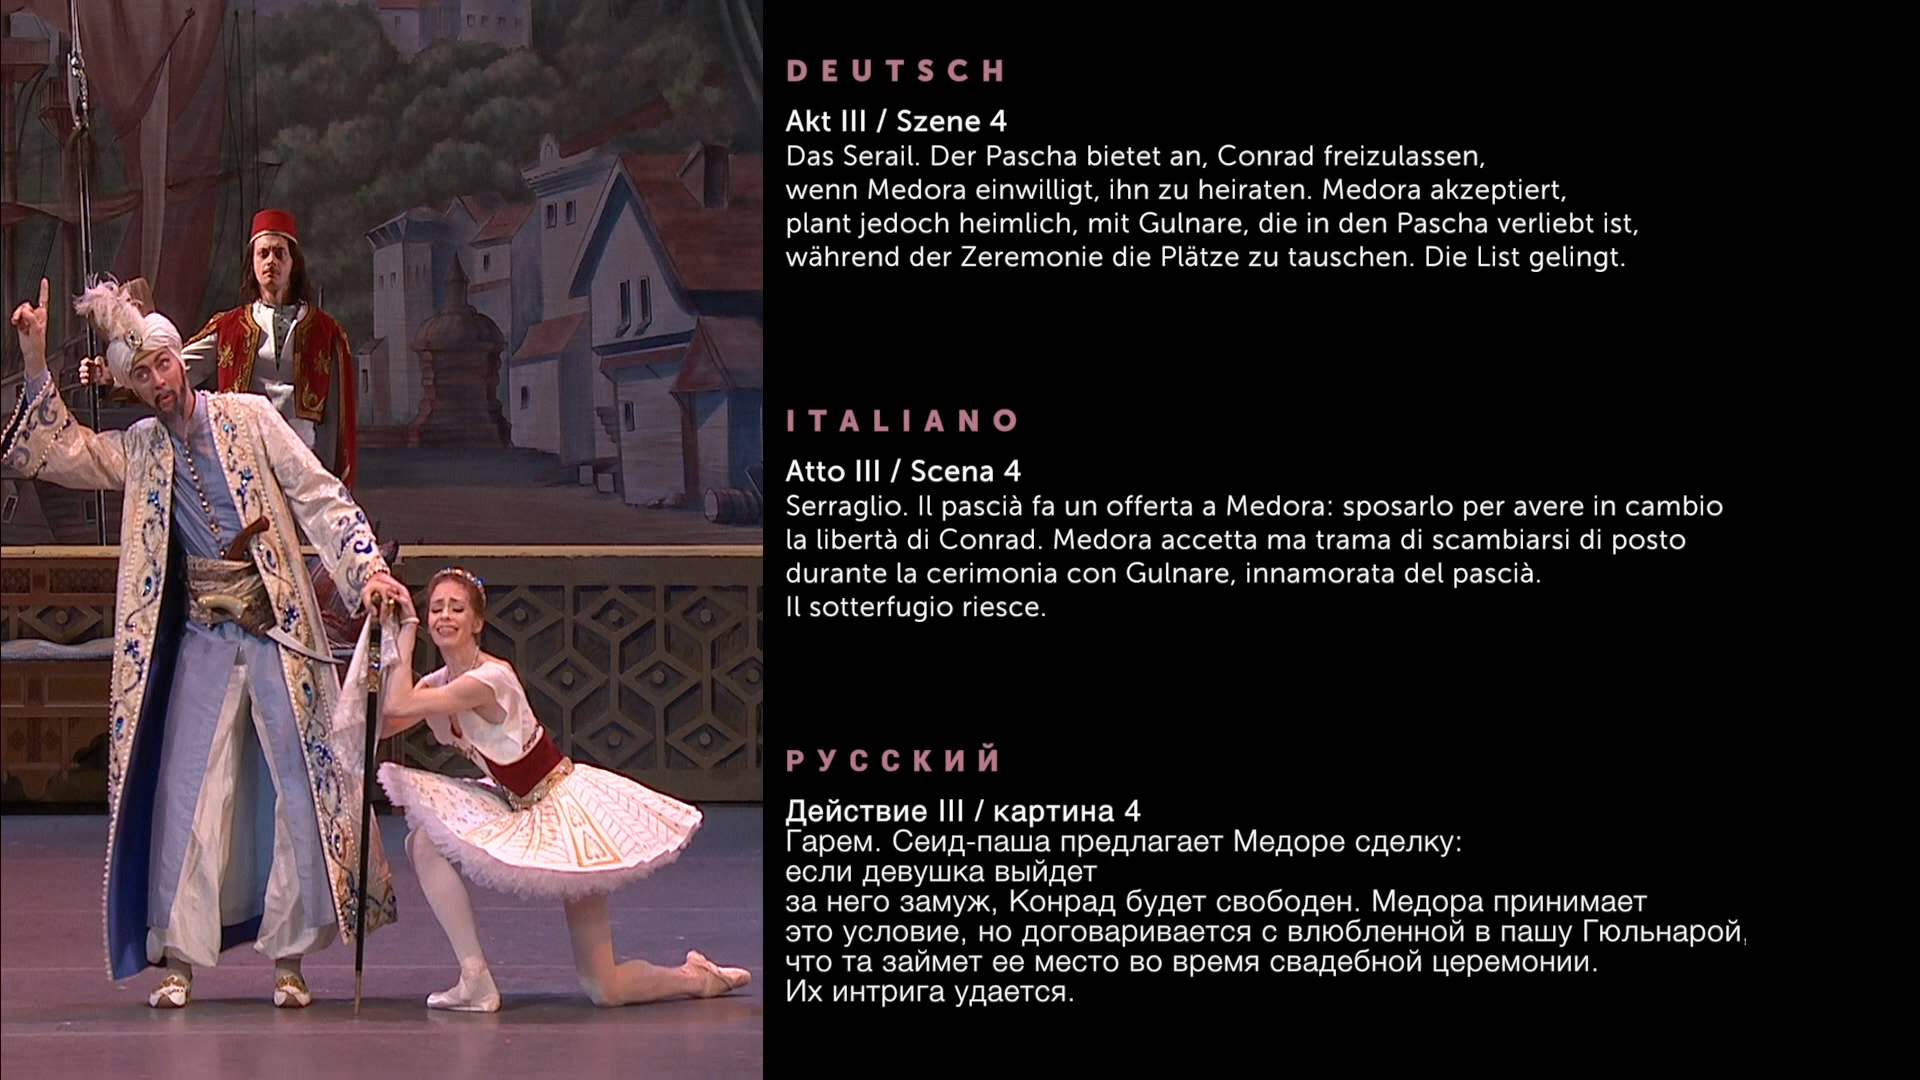 DEUTSCH
Akt III / Szene 4
Das Serail. Der Pascha bietet an, Conrad freizulassen,
wenn Medora einwilligt, ihn zu heiraten. Medora akzeptiert,
plant jedoch heimlich, mit Gulnare, die in den Pascha verliebt ist,
während der Zeremonie die Plätze zu tauschen. Die List gelingt.
ITALIANO
Atto III / Scena 4
Serraglio. Il pascià fa un offerta a Medora: sposarlo per avere in cambio
la libertà di Conrad. Medora accetta ma trama di scambiarsi di posto
durante la cerimonia con Gulnare, innamorata del pascià.
Il sotterfugio riesce.
РУССКИЙ
Действие III / картина 4
Гарем. Сеид-паша предлагает Медоре сделку:
если девушка выйдет
за него замуж, Конрад будет свободен. Медора принимает
это условие, но договаривается с влюбленной в пашу Гюльнарой,
что та займет ее место во время свадебной церемонии.
Их интрига удается.